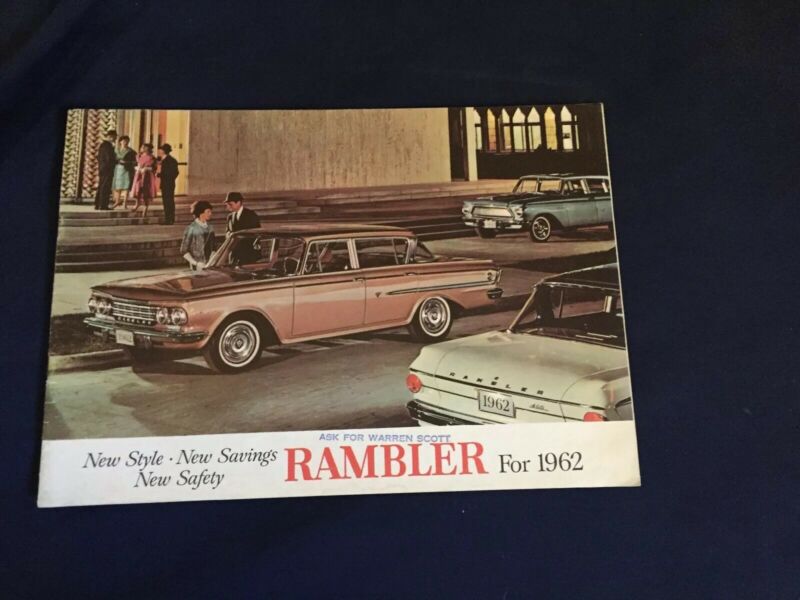 RAMBLER
1962
ASK FOR WARREN SCOTT
New Style · New Savings
New Safety
RAMBLER For 1962